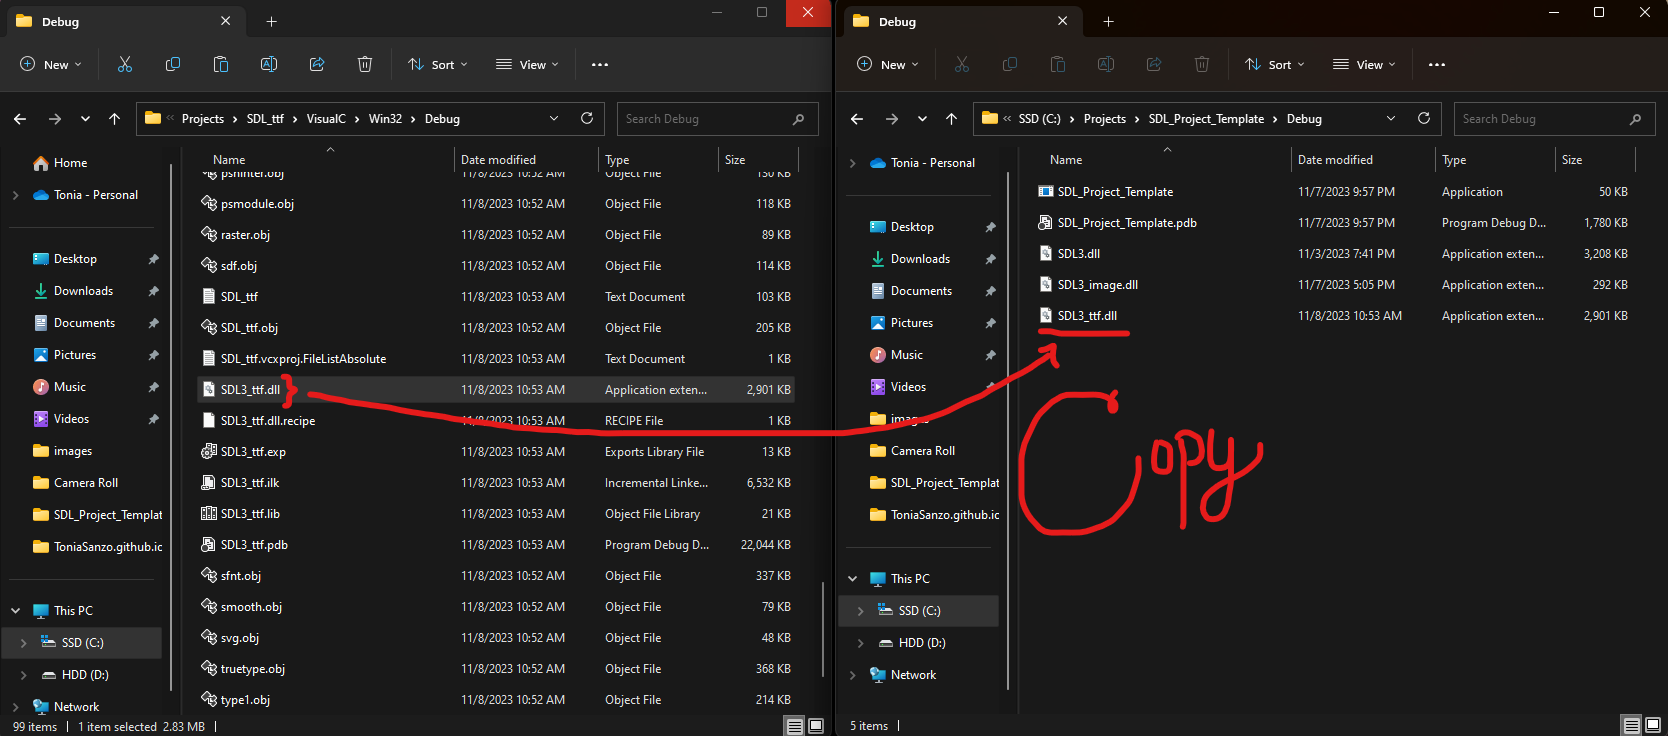 Debug
New
Sort
View
Projects > SDL_ttf > VisualC > Win32 > Debug
Search Debug
Home
Tonia - Personal
Desktop
Downloads
Documents
Pictures
Music
Videos
images
Camera Roll
SDL_Project_Templat
ToniaSanzo.github.io
This PC
SSD (C:)
HDD (D:)
Network
Name Date modified Type Size
pshinter.obj 11/8/2023 10:52 AM Object File 130 KB
psmodule.obj 11/8/2023 10:52 AM Object File 118 KB
raster.obj 11/8/2023 10:52 AM Object File 89 KB
sdf.obj 11/8/2023 10:52 AM Object File 114 KB
SDL_ttf 11/8/2023 10:53 AM Text Document 103 KB
SDL_ttf.obj 11/8/2023 10:52 AM Object File 205 KB
SDL_ttf.vcxproj.FileListAbsolute 11/8/2023 10:53 AM Text Document 1 KB
SDL3_ttf.dll 11/8/2023 10:53 AM Application exten... 2,901 KB
SDL3_ttf.dll.recipe 11/8/2023 10:53 AM RECIPE File 1 KB
SDL3_ttf.exp 11/8/2023 10:53 AM Exports Library File 13 KB
SDL3_ttf.ilk 11/8/2023 10:53 AM Incremental Linke... 6,532 KB
SDL3_ttf.lib 11/8/2023 10:53 AM Object File Library 21 KB
SDL3_ttf.pdb 11/8/2023 10:53 AM Program Debug D... 22,044 KB
sfnt.obj 11/8/2023 10:52 AM Object File 337 KB
smooth.obj 11/8/2023 10:52 AM Object File 79 KB
svg.obj 11/8/2023 10:52 AM Object File 48 KB
truetype.obj 11/8/2023 10:52 AM Object File 368 KB
type1.obj 11/8/2023 10:52 AM Object File 214 KB
99 items | 1 item selected 2.83 MB |
Debug
New
Sort
View
SSD (C:) > Projects > SDL_Project_Template > Debug
Search Debug
Tonia - Personal
Desktop
Downloads
Documents
Pictures
Music
Videos
images
Camera Roll
SDL_Project_Templat
ToniaSanzo.github.io
This PC
SSD (C:)
HDD (D:)
Network
Name Date modified Type Size
SDL_Project_Template 11/7/2023 9:57 PM Application 50 KB
SDL_Project_Template.pdb 11/7/2023 9:57 PM Program Debug D... 1,780 KB
SDL3.dll 11/3/2023 7:41 PM Application exten... 3,208 KB
SDL3_image.dll 11/7/2023 5:05 PM Application exten... 292 KB
SDL3_ttf.dll 11/8/2023 10:53 AM Application exten... 2,901 KB
Copy
5 items |